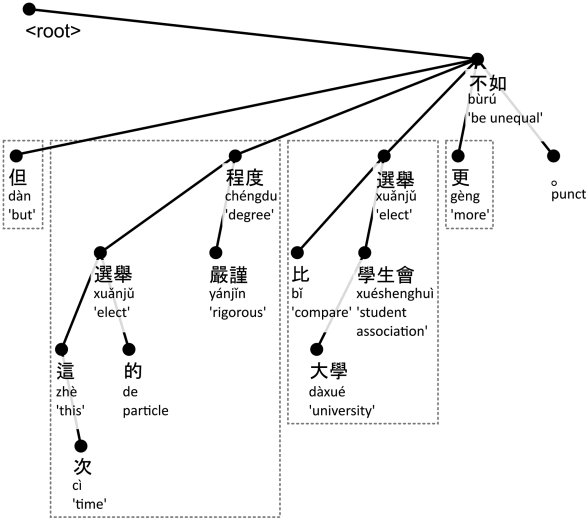 <root>
不如
bùrú
'be unequal'
但
dàn
'but'
程度
chéngdu
'degree'
選舉
xuǎnjǔ
'elect'
更
gèng
'more'
。
punct
選舉
xuǎnjǔ
'elect'
嚴謹
yánjǐn
'rigorous'
比
bǐ
'compare'
學生會
xuéshenghuì
'student
association'
這
zhè
'this'
的
de
particle
大學
dàxué
'university'
次
cì
'time'